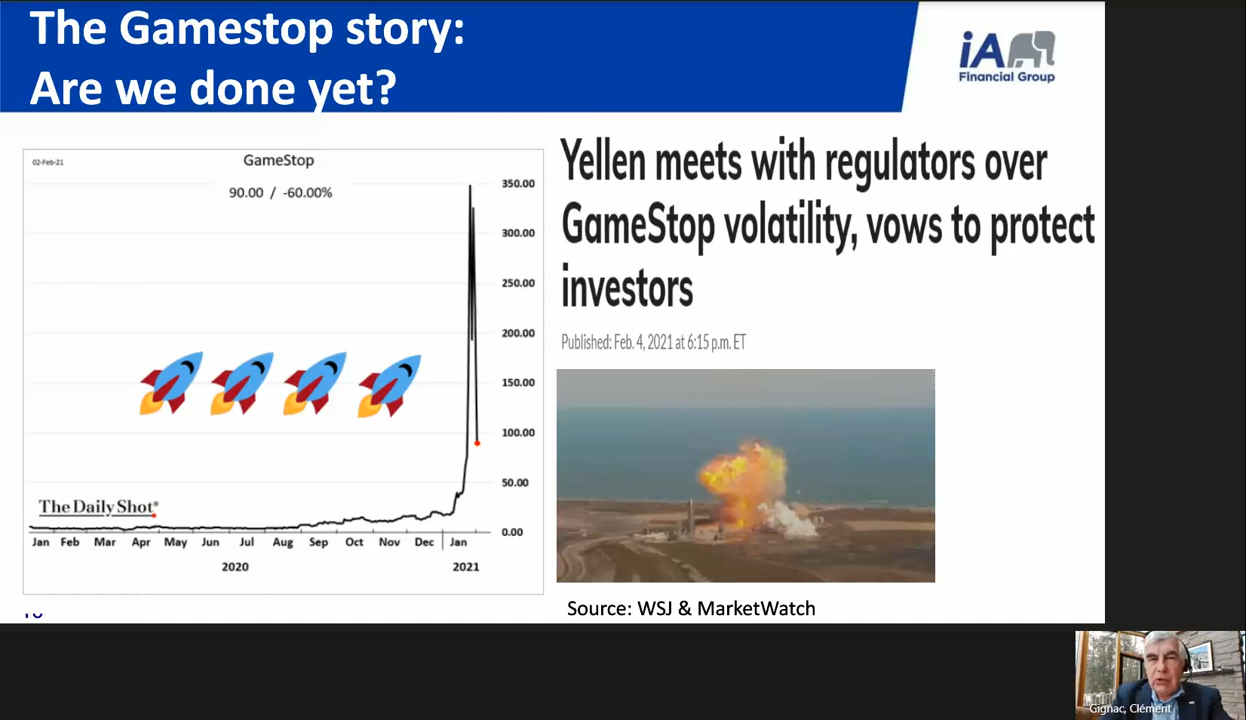 The Gamestop story:
Are we done yet?
iA
Financial Group
02-Feb-21
GameStop
90.00 / -60.00%
350.00
300.00
250.00
200.00
150.00
100.00
50.00
0.00
The Daily Shot®
Jan Feb Mar Apr May Jun Jul Aug Sep Oct Nov Dec Jan
2020 2021
Yellen meets with regulators over
GameStop volatility, vows to protect
investors
Published: Feb. 4, 2021 at 6:15 p.m. ET
Source: WSJ & MarketWatch
Gignac, Clément